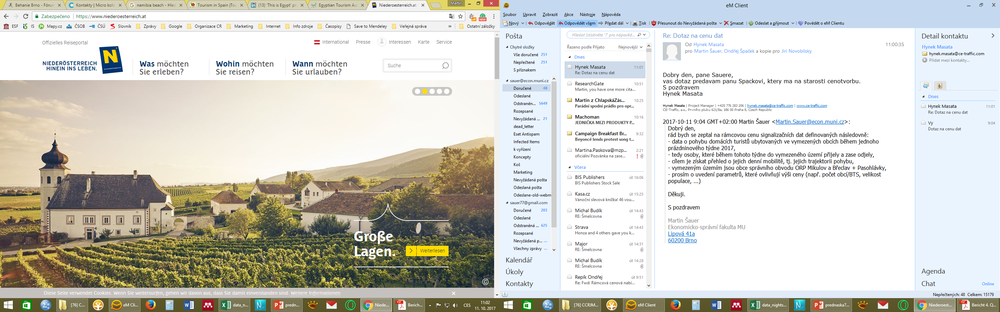 Behanie Brno - Fórum
Kontakty | Micro kolo
namibia beach - Hled
Tourism in Spain |Tou
(13) 'This is Egypt' pr
Egyptian Tourism Aut
Niederoesterreich.at
Martin
Zabezpečeno
https://www.niederoesterreich.at
off
NEW
ESF
IS
Mapy.cz
ČSOB
ČSÚ
Slovník
Zprávy
Google
Organizace CR
Marketing
Internet
Info zdroje
Časopisy
Save to Mendeley
Veřejná správa
»
Ostatní záložky
Offizielles Reiseportal
International
Presse
Interessen
Karte
Service
NIEDERÖSTERREICH
HINEIN INS LEBEN.
N
NIEDERÖSTERREICH
Was möchten
Sie erleben?
Wohin möchten
Sie reisen?
Wann möchten
Sie urlauben?
Suche
Große
Lagen.
Weiterlesen
©
Diese Seite verwendet Cookies. Wenn Sie weitersurfen, gehen wir davon aus, dass Sie damit einverstanden sind. Weitere Informationen
[76] C...
eM Cli...
data_n...
predn...
Niede...
Berich...
CES
11:02
11. 10. 2017
eM Client
Soubor
Upravit
Zobrazit
Akce
Nástroje
Nápověda
Nový
Odpovědět
Odpovědět všem
Předat dál
Tisk
Přesunout do Nevyžádaná pošta
Smazat
Odeslat a přijmout
Povědět o eM Clientu
Pošta
Chytré složky
Vše doručené 251
Nepřečtené 251
S příznakem
sauer@econ.muni.cz
Doručené 48
Odeslané
Odstraněn... 5649
Rozepsané
Nevyžádaná ... 21
dead_letter
Eset Antispam
Infected Items
k vyřízení
Koncepty
Koš
Marketing
Nevyžádaná pošta
Odeslaná pošta
Odeslane-old-webm
sauer77@gmail.com
Doručené 203
Odeslané
Odstraněná ... 625
Rozepsané
Nevyžádaná p... ...
Všechny zprávy ...
Kalendář
Úkoly
Kontakty
Hledat (stiskněte '?' pro nápověd...
Řazeno podle Přijato
Nejnovější
Dnes
Hynek Masata 11:01
Re: Dotaz na cenu dat
ResearchGate 10:51
Martin, you have one more cita...
Martin z ChlapskáZás... 10:25
Parádní spodní prádlo pro opr...
Machoman 10:16
JEDNIČKA MEZI PRODUKTY P...
Campaign Breakfast Br... 9:32
Beyoncé lends protest song t...
Martina.Paskova@mzp... 2:21
oficiální Pozvánka na zase...
Včera
BIS Publishers út 16:06
BIS Publishers Stock Sale
Kasa.cz út 15:25
Vánoční slevová knížka! 46 vou...
Michal Budík út 14:43
RE: Šmelcovna
Strava út 14:43
Honza and 4 others gave you k...
Major út 14:31
RE: Šmelcovna
Michal Budík út 14:28
RE: Šmelcovna
Repík Ondřej út 9:51
Re: Fwd: Rámcová cenová nabí...
Re: Dotaz na cenu dat
Od Hynek Masata
pro Martin Šauer, Ondřej Špaček a kopie pro Jiri Novobilsky
11:00:35
Dobry den, pane Sauere,
vas dotaz predavam panu Spackovi, ktery ma na starosti cenotvorbu.
S pozdravem
Hynek Masata
Hynek Masata | Project Manager | +420 776 283 206 | hynek.masata@ce-traffic.com | www.ce-traffic.com
CE-Traffic, a.s., Prvního pluku 621/8a, 186 00 Praha 8, Czech Republic
2017-10-11 9:04 GMT+02:00 Martin Šauer <Martin.Sauer@econ.muni.cz>:
Dobrý den,
rád bych se zeptal na rámcovou cenu signalizačních dat definovaných následovně:
- data o pohybu domácích turistů ubytovaných ve vymezených obcích během jednoho
prázdninového týdne 2017,
- tedy osoby, které během tohoto týdne do vymezeného území přijely a zase odjely,
- cílem je získat přehled o jejich denní mobilitě, tj. jejich trajektorii pohybu,
- vymezeným územím jsou obce správního obvodu ORP Mikulov a Břeclav + Pasohlávky,
- prosím o uvedení parametrů, které ovlivňují výši ceny (např. počet obcí/BTS, velikost
populace, ...)
Děkuji.
S pozdravem
Martin Šauer
Ekonomicko-správní fakulta MU
Lipová 41a
60200 Brno
Detail kontaktu
Hynek Masata
hynek.masata@ce-traffic.com
Přidat mezi kontakty...
Dnes
Hynek Masata 11:01
Re: Dotaz na cenu dat
Vy 9:04
Dotaz na cenu dat
Agenda
Chat
Online
Nepřečtených: 48 Celkem: 15179
[76] CCRJM...
eM Client
data_nights...
prednaska7...
Niederoest...
Bericht 4. Q...